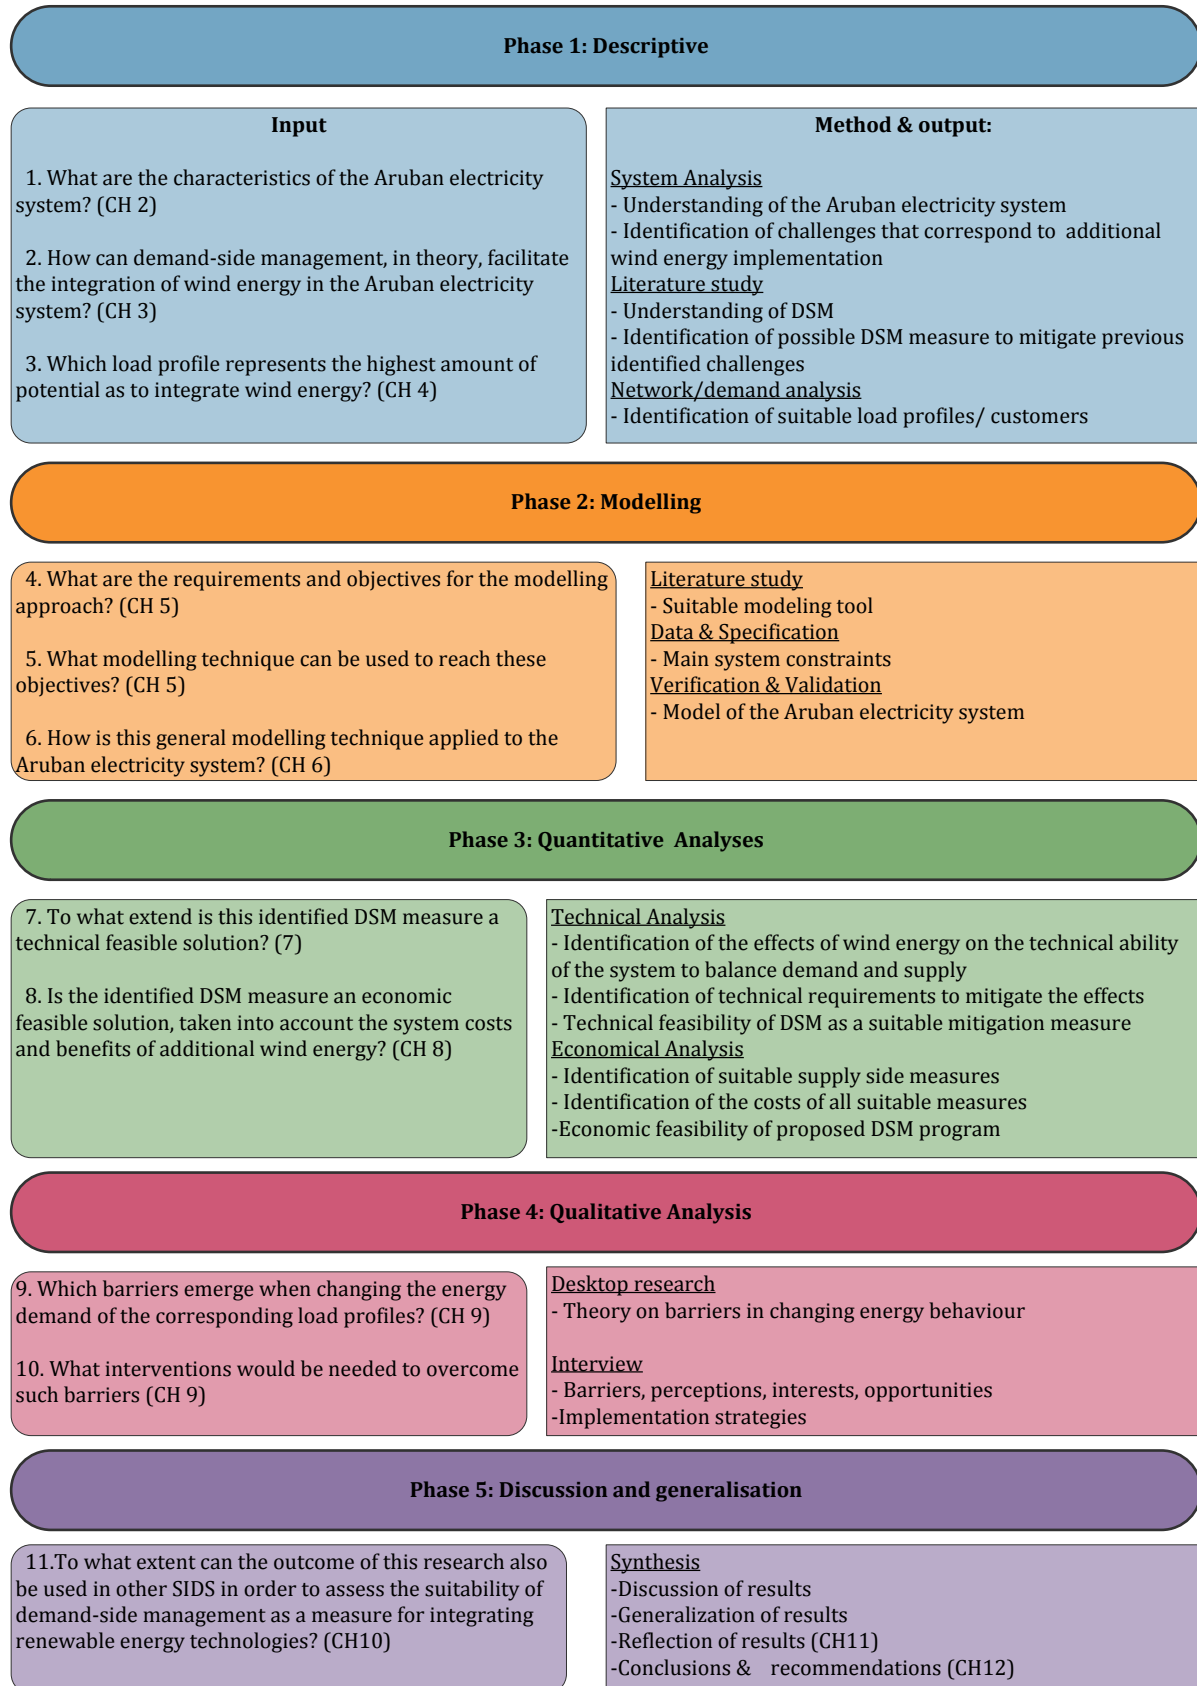 Phase 1: Descriptive
Input
1. What are the characteristics of the Aruban electricity
system? (CH 2)
2. How can demand-side management, in theory, facilitate
the integration of wind energy in the Aruban electricity
system? (CH 3)
3. Which load profile represents the highest amount of
potential as to integrate wind energy? (CH 4)
Method & output:
System Analysis
- Understanding of the Aruban electricity system
- Identification of challenges that correspond to additional
wind energy implementation
Literature study
- Understanding of DSM
- Identification of possible DSM measure to mitigate previous
identified challenges
Network/demand analysis
- Identification of suitable load profiles/ customers
Phase 2: Modelling
4. What are the requirements and objectives for the modelling
approach? (CH 5)
5. What modelling technique can be used to reach these
objectives? (CH 5)
6. How is this general modelling technique applied to the
Aruban electricity system? (CH 6)
Literature study
- Suitable modeling tool
Data & Specification
- Main system constraints
Verification & Validation
- Model of the Aruban electricity system
Phase 3: Quantitative Analyses
7. To what extend is this identified DSM measure a
technical feasible solution? (7)
8. Is the identified DSM measure an economic
feasible solution, taken into account the system costs
and benefits of additional wind energy? (CH 8)
Technical Analysis
- Identification of the effects of wind energy on the technical ability
of the system to balance demand and supply
- Identification of technical requirements to mitigate the effects
- Technical feasibility of DSM as a suitable mitigation measure
Economical Analysis
- Identification of suitable supply side measures
- Identification of the costs of all suitable measures
-Economic feasibility of proposed DSM program
Phase 4: Qualitative Analysis
9. Which barriers emerge when changing the energy
demand of the corresponding load profiles? (CH 9)
10. What interventions would be needed to overcome
such barriers (CH 9)
Desktop research
- Theory on barriers in changing energy behaviour
Interview
- Barriers, perceptions, interests, opportunities
-Implementation strategies
Phase 5: Discussion and generalisation
11.To what extent can the outcome of this research also
be used in other SIDS in order to assess the suitability of
demand-side management as a measure for integrating
renewable energy technologies? (CH10)
Synthesis
-Discussion of results
-Generalization of results
-Reflection of results (CH11)
-Conclusions & recommendations (CH12)